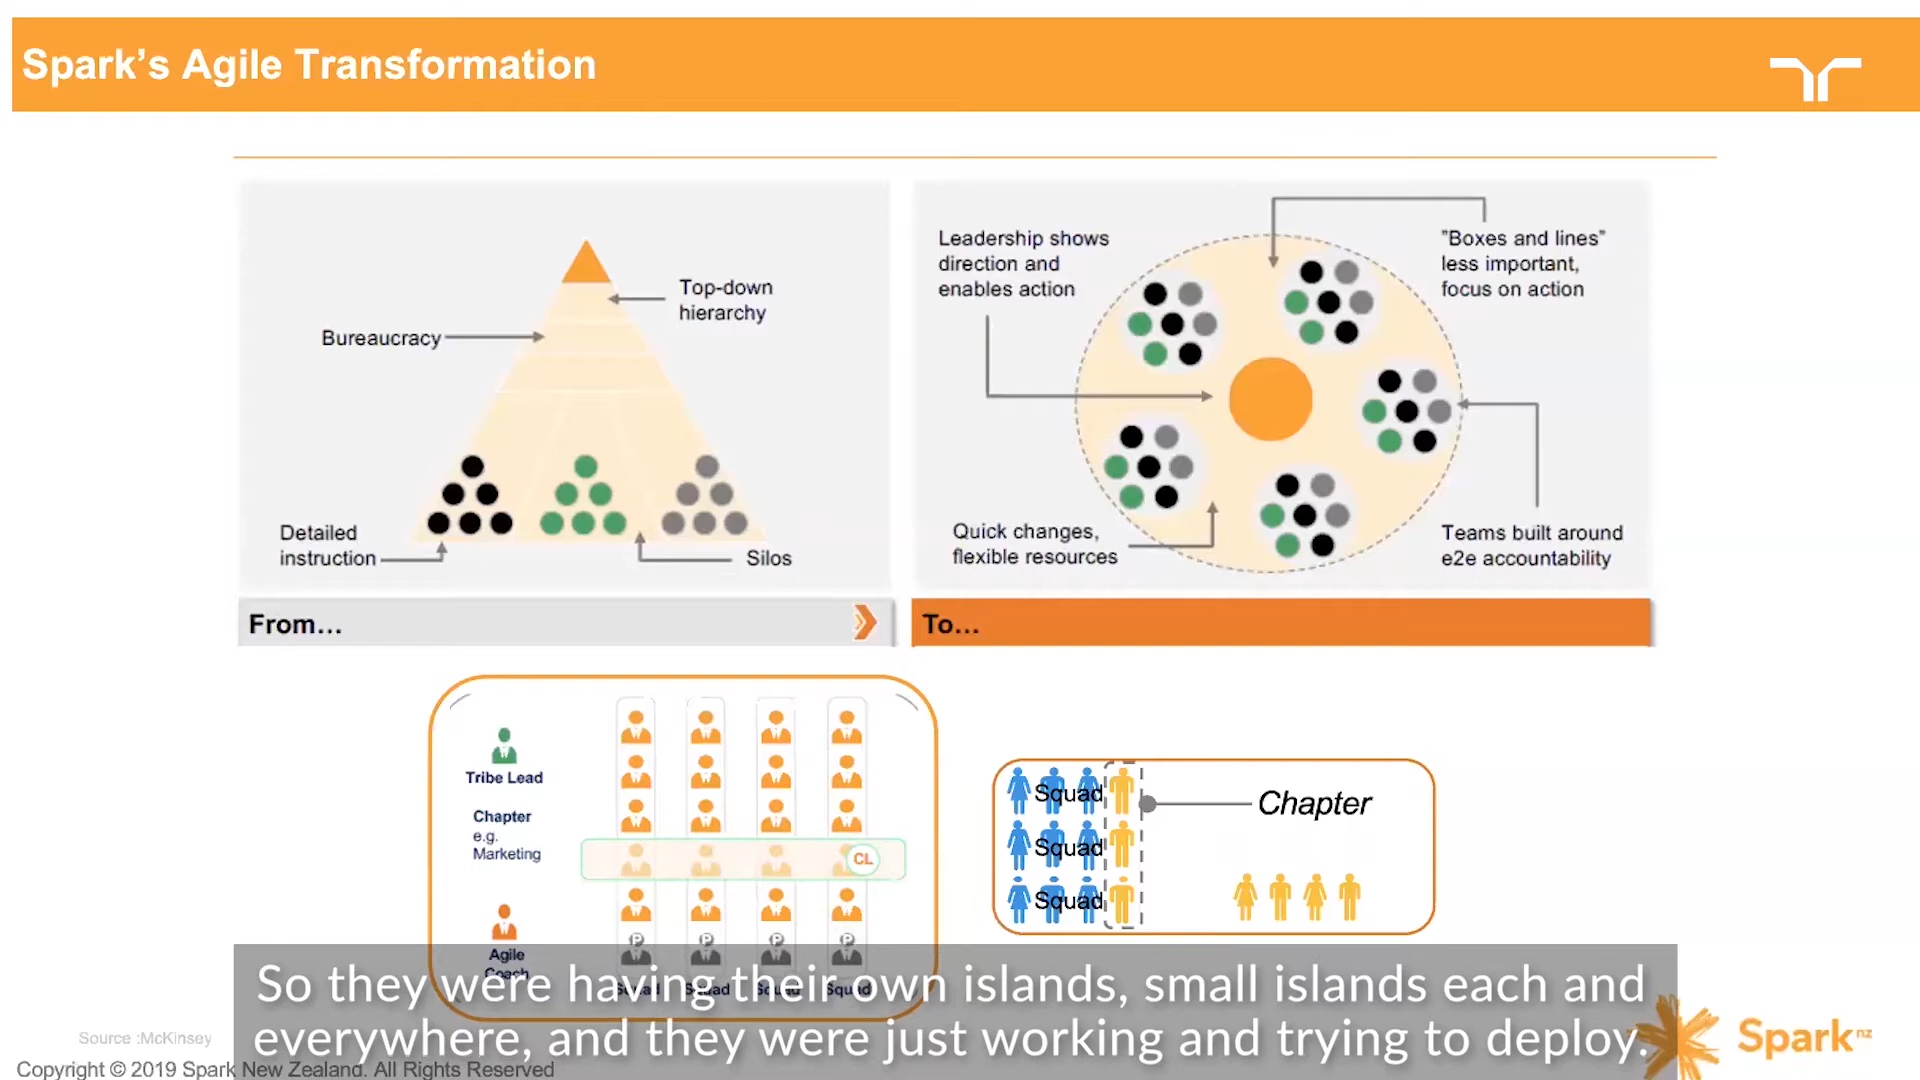 Spark’s Agile Transformation
Top-down
hierarchy
Bureaucracy
Detailed
instruction
Silos
From...
Leadership shows
direction and
enables action
"Boxes and lines"
less important,
focus on action
Quick changes,
flexible resources
Teams built around
e2e accountability
To...
Tribe Lead
Chapter
e.g.
Marketing
CL
Agile
Coach
P P P P
Squad Squad Squad Squad
Squad
Squad
Squad
Chapter
So they were having their own islands, small islands each and
everywhere, and they were just working and trying to deploy.
Source :McKinsey
Copyright © 2019 Spark New Zealand. All Rights Reserved
Spark nz